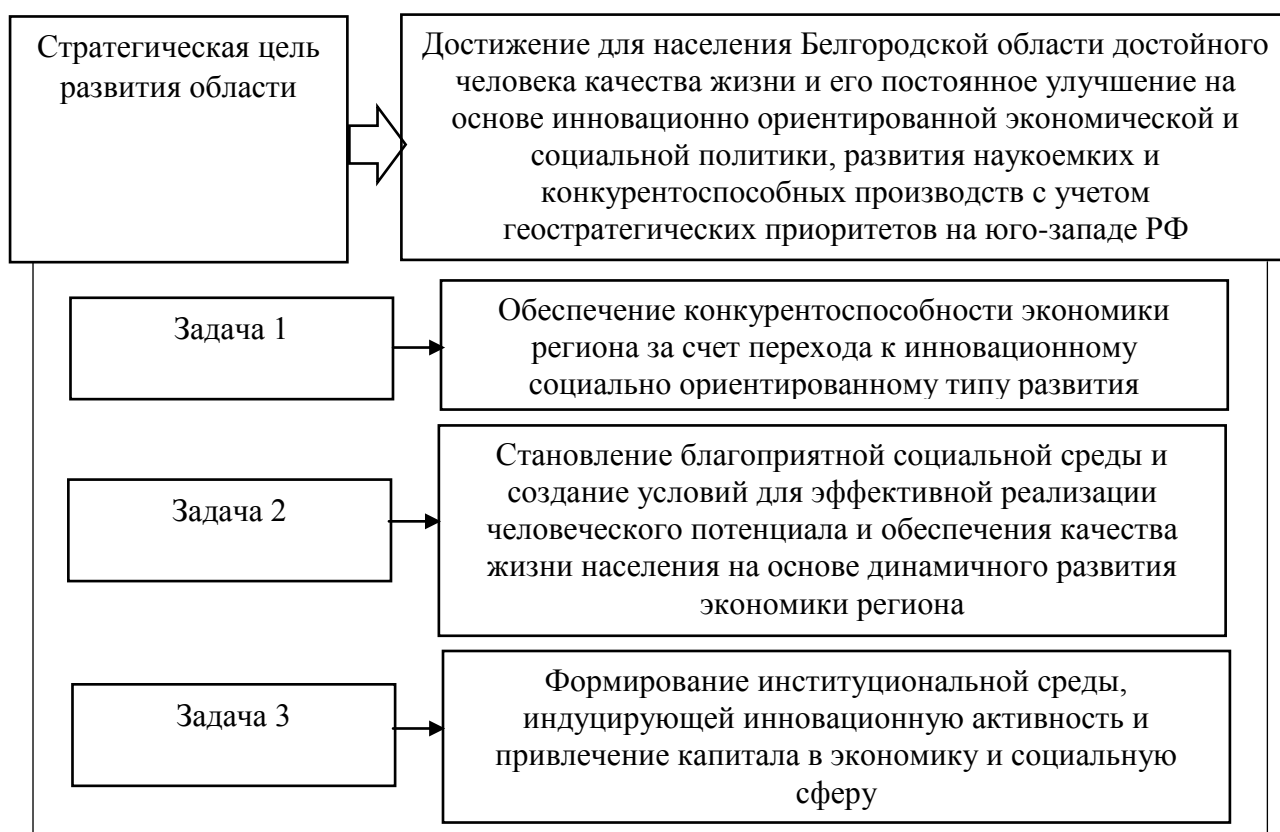 Стратегическая цель
развития области
Достижение для населения Белгородской области достойного
человека качества жизни и его постоянное улучшение на
основе инновационно ориентированной экономической и
социальной политики, развития наукоемких и
конкурентоспособных производств с учетом
геостратегических приоритетов на юго-западе РФ
Задача 1
Обеспечение конкурентоспособности экономики
региона за счет перехода к инновационному
социально ориентированному типу развития
Задача 2
Становление благоприятной социальной среды и
создание условий для эффективной реализации
человеческого потенциала и обеспечения качества
жизни населения на основе динамичного развития
экономики региона
Задача 3
Формирование институциональной среды,
индуцирующей инновационную активность и
привлечение капитала в экономику и социальную
сферу